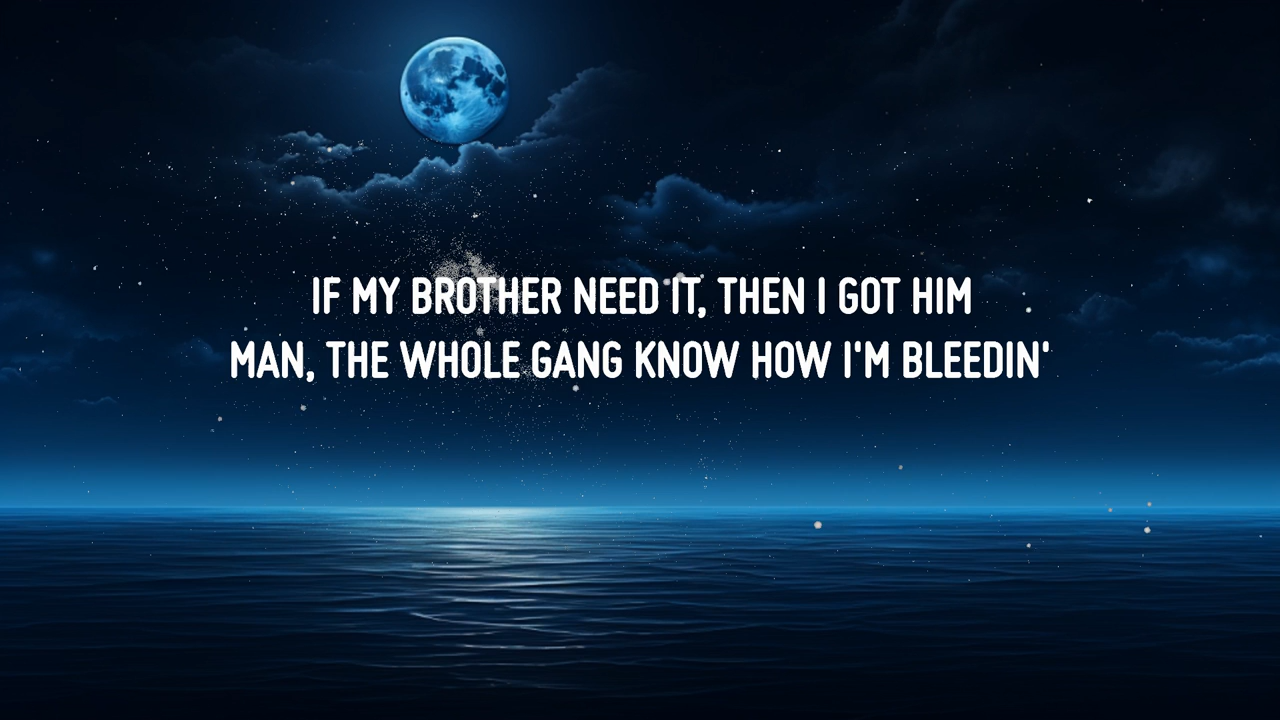 IF MY BROTHER NEED IT, THEN I GOT HIM
MAN, THE WHOLE GANG KNOW HOW I'M BLEEDIN'